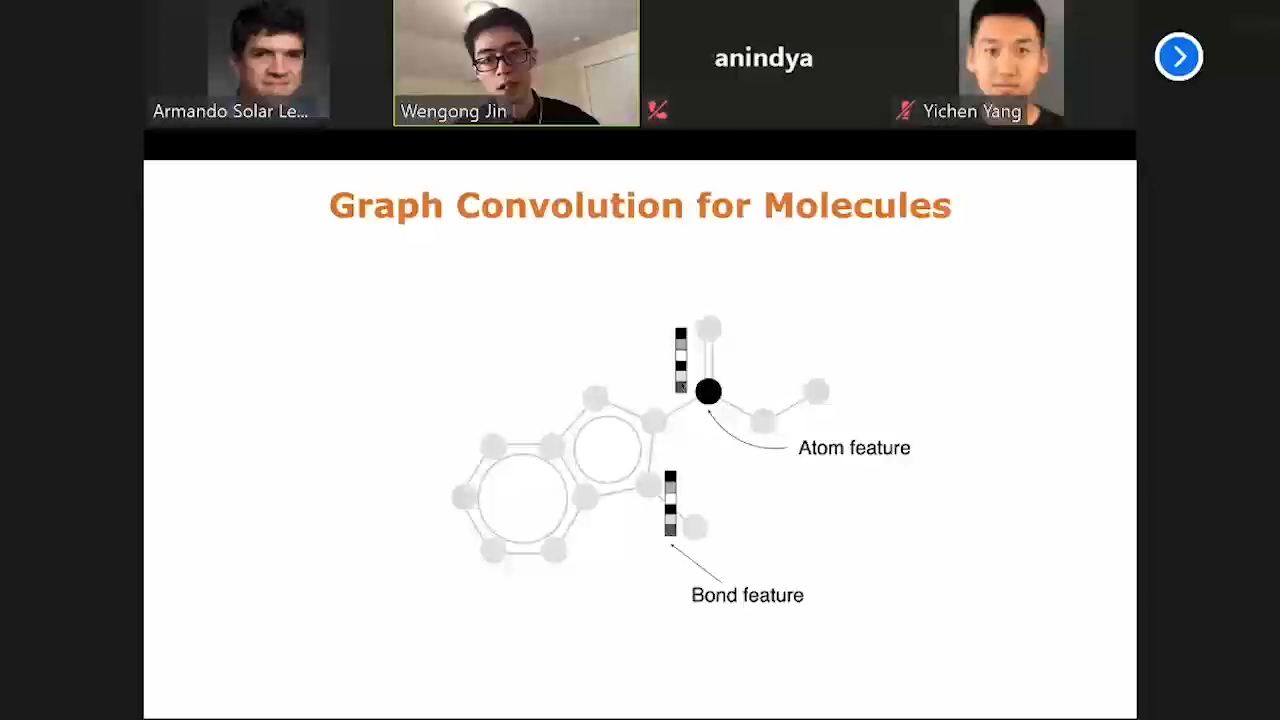 Armando Solar Le...
Wengong Jin
anindya
Yichen Yang
Graph Convolution for Molecules
Atom feature
Bond feature